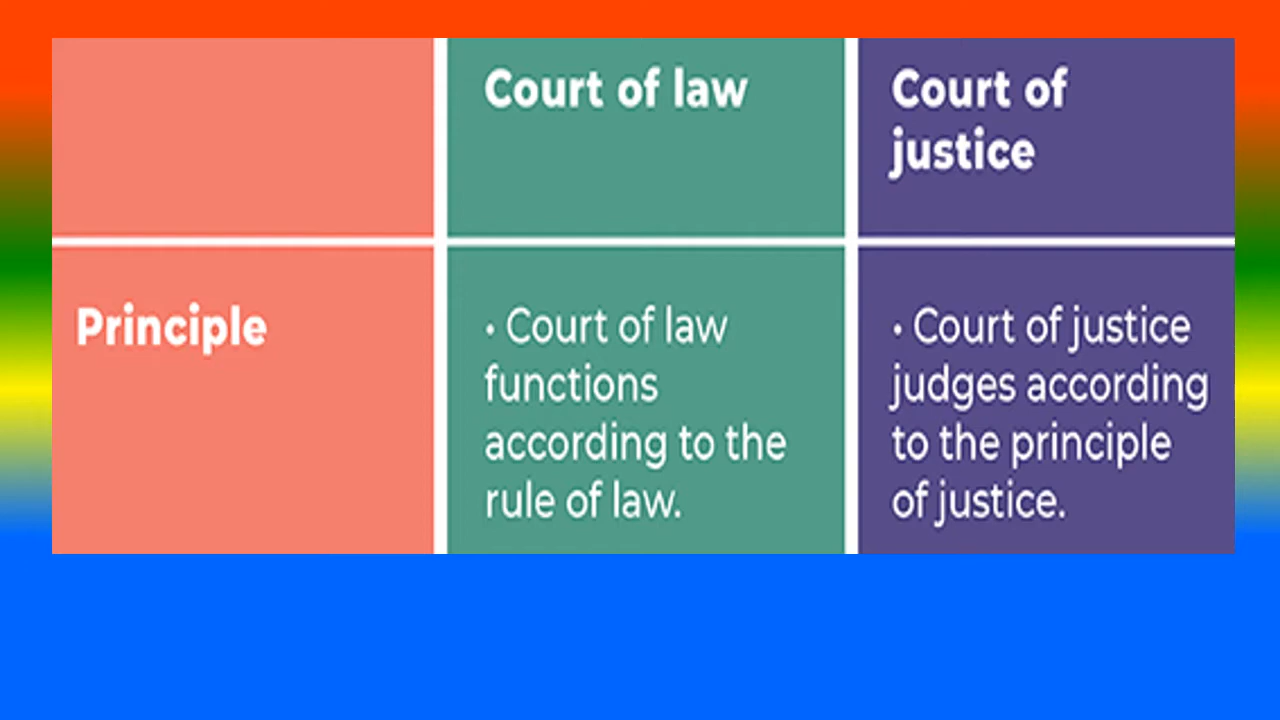 Court of law
Court of
justice
Principle
• Court of law
functions
according to the
rule of law.
• Court of justice
judges according
to the principle
of justice.